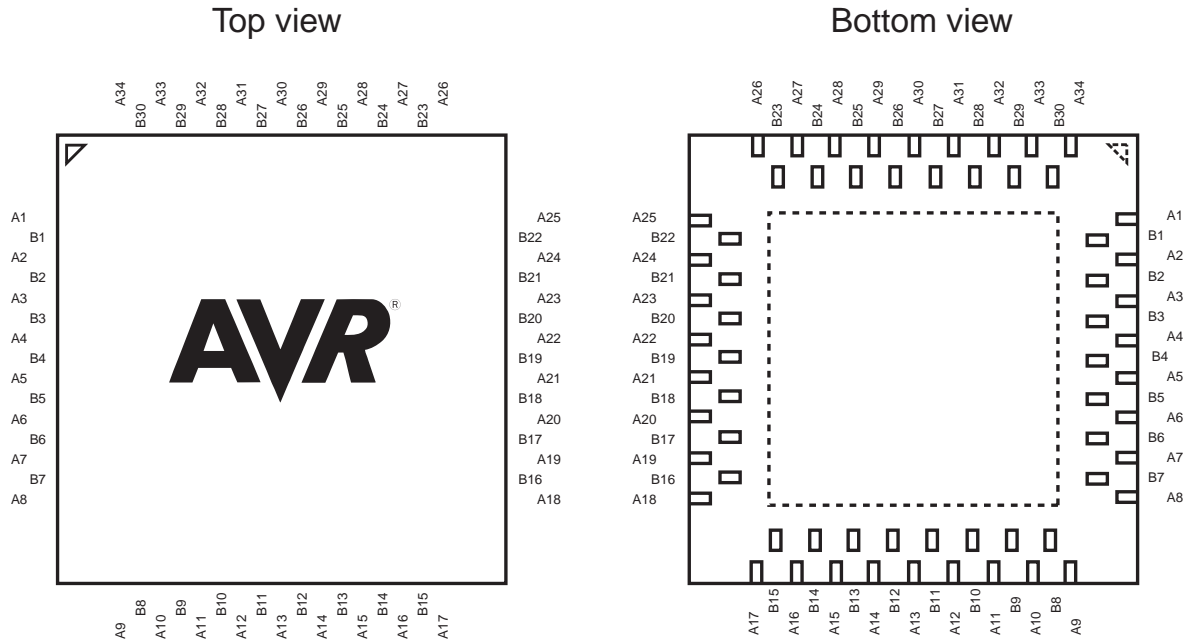 Top view
Bottom view
A34 B30 A33 B29 A32 B28 A31 B27 A30 B26 A29 B25 A28 B24 A27 B23 A26
A26 B23 A27 B24 A28 B25 A29 B26 A30 B27 A31 B28 A32 B29 A33 B30 A34
A1
B1
A2
B2
A3
B3
A4
B4
A5
B5
A6
B6
A7
B7
A8
AVR®
A25
B22
A24
B21
A23
B20
A22
B19
A21
B18
A20
B17
A19
B16
A18
A25
B22
A24
B21
A23
B20
A22
B19
A21
B18
A20
B17
A19
B16
A18
A1
B1
A2
B2
A3
B3
A4
B4
A5
B5
A6
B6
A7
B7
A8
A9 B8 A10 B9 A11 B10 A12 B11 A13 B12 A14 B13 A15 B14 A16 B15 A17
A17 B15 A16 B14 A15 B13 A14 B12 A13 B11 A12 B10 A11 B9 A10 B8 A9